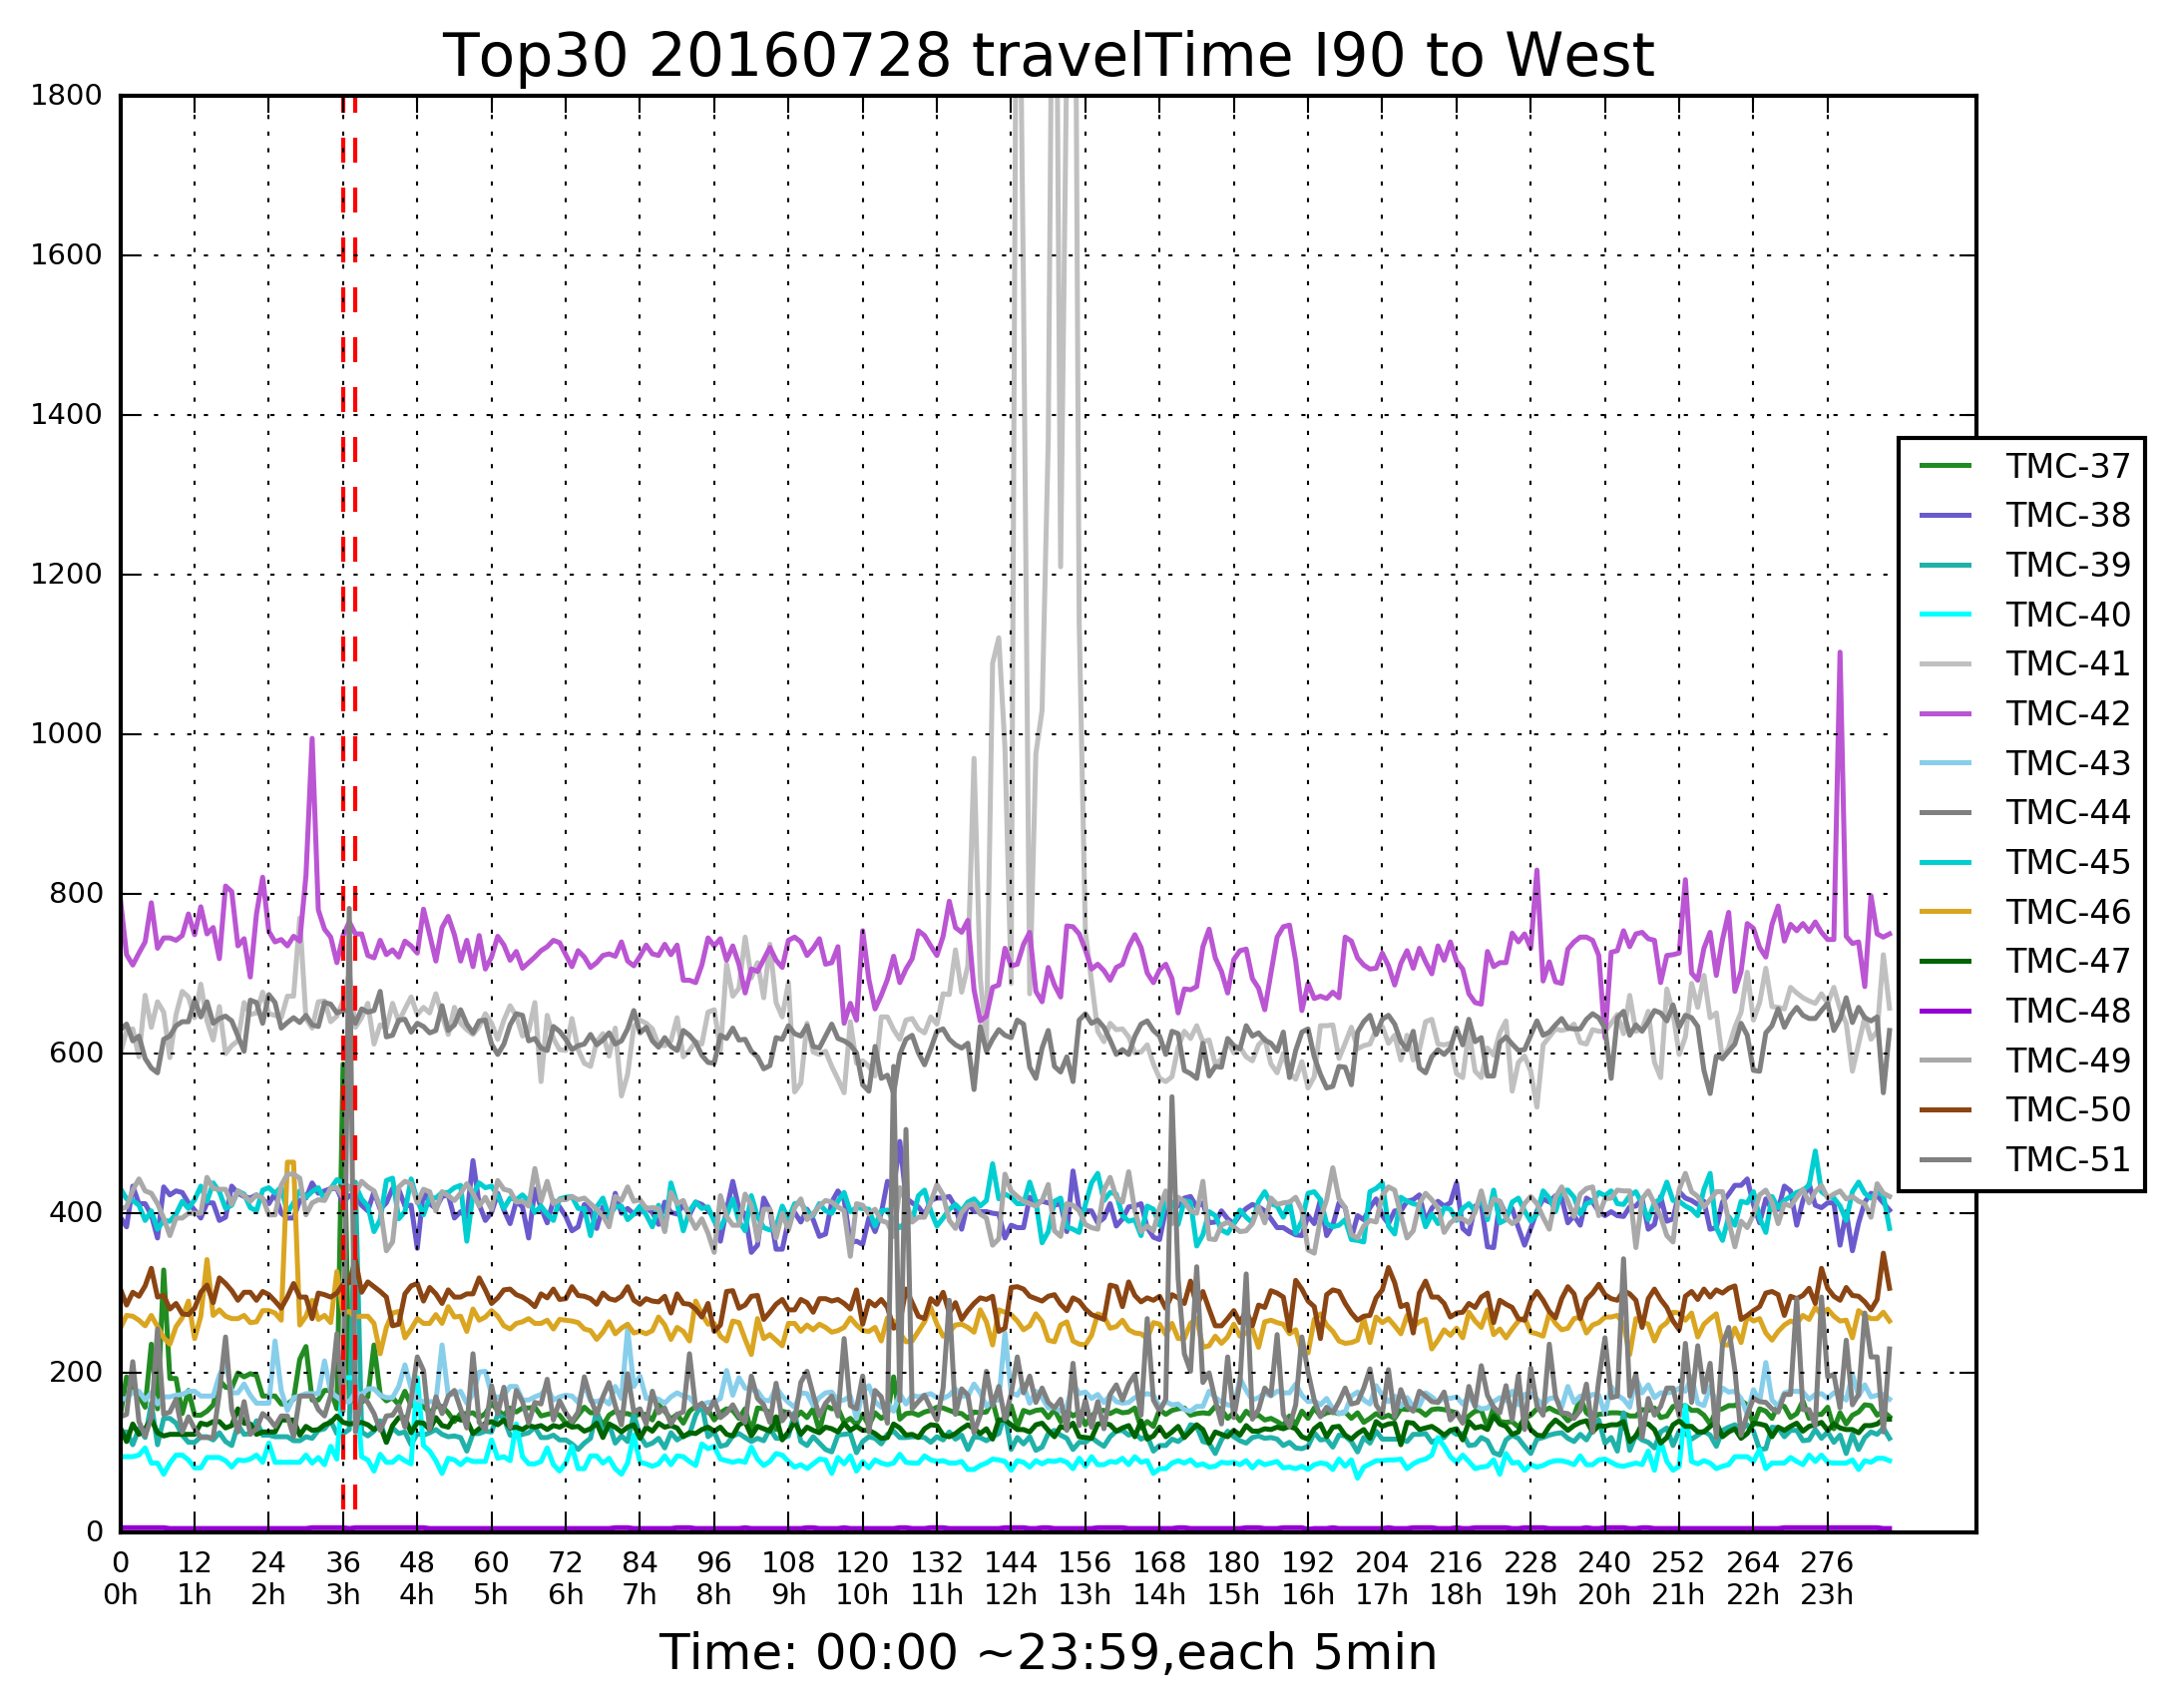 Top30 20160728 travelTime I90 to West
1800
1600
1400
1200
1000
800
600
400
200
0
TMC-37
TMC-38
TMC-39
TMC-40
TMC-41
TMC-42
TMC-43
TMC-44
TMC-45
TMC-46
TMC-47
TMC-48
TMC-49
TMC-50
TMC-51
0 12 24 36 48 60 72 84 96 108 120 132 144 156 168 180 192 204 216 228 240 252 264 276
0h 1h 2h 3h 4h 5h 6h 7h 8h 9h 10h 11h 12h 13h 14h 15h 16h 17h 18h 19h 20h 21h 22h 23h
Time: 00:00 ~23:59,each 5min